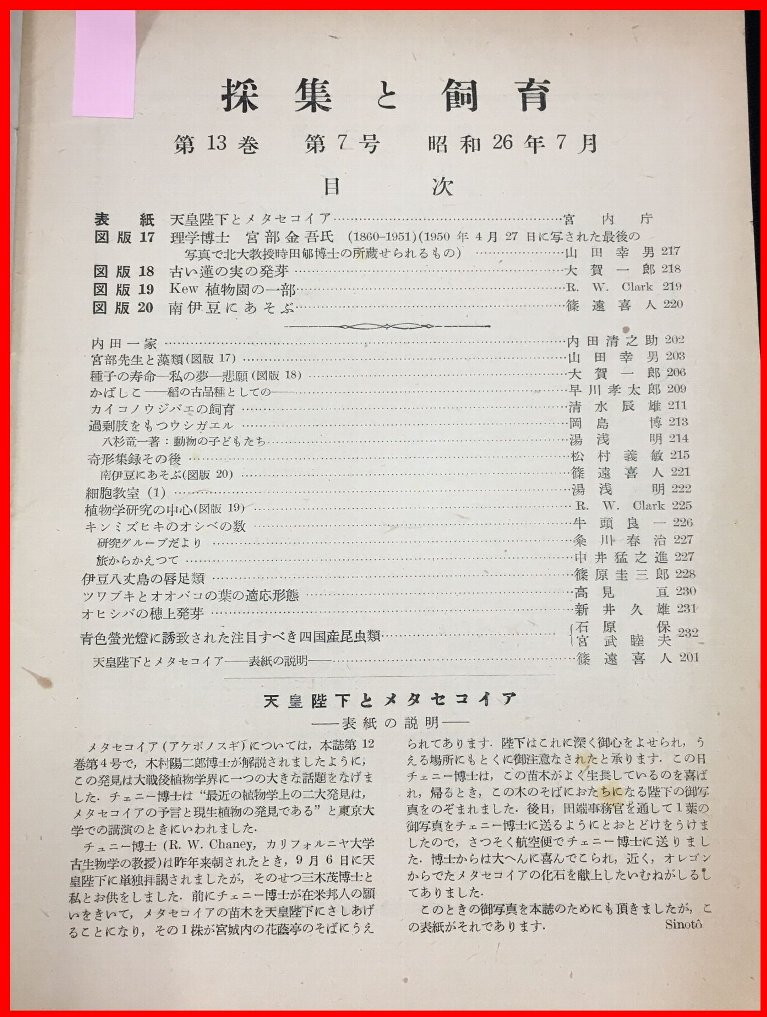 採集と飼育
第13巻 第7号 昭和26年7月
目次
表紙 天皇陛下とメタセコイア……宮内庁
図版17 理学博士 宮部金吾氏 (1860–1951)(1950年4月27日に写された最後の
写真で北大教授時田郇博士の所蔵せられるもの)……山田幸男 217
図版18 古い蓮の実の発芽……大賀一郎 218
図版19 Kew 植物園の一部……R. W. Clark 219
図版20 南伊豆にあそぶ……篠遠喜人 220
内田一家……内田清之助 202
宮部先生と藻類(図版17)……山田幸男 203
種子の寿命—私の夢—悲願(図版18)……大賀一郎 206
かばしこ——稲の古品種としての——……早川孝太郎 209
カイコノウジバエの飼育……清水辰雄 211
過剰肢をもつウシガエル……岡島博 213
八杉竜一著:動物の子どもたち……湯浅明 214
奇形集録その後……松村義敏 215
南伊豆にあそぶ(図版20)……篠遠喜人 221
細胞教室(1)……湯浅明 222
植物学研究の中心(図版19)……R. W. Clark 225
キンミズヒキのオシベの数……牛頭良一 226
研究グループだより……粂川春治 227
旅からかえつて……中井猛之進 227
伊豆八丈島の唇足類……篠原圭三郎 228
ツワブキとオオバコの葉の適応形態……高見亘 230
オヒシバの穂上発芽……新井久雄 231
青色螢光燈に誘致された注目すべき四国産昆虫類……{石原保 宮武睦夫 232
天皇陛下とメタセコイア——表紙の説明——……篠遠喜人 201
天皇陛下とメタセコイア
——表紙の説明——
メタセコイア(アケボノスギ)については,本誌第12
巻第4号で,木村陽二郎博士が解説されましたように,
この発見は大戦後植物学界に一つの大きな話題をなげま
した.チェニー博士は“最近の植物学上の二大発見は,
メタセコイアの予言と現生植物の発見である”と東京大
学での講演のときにいわれました.
チェニー博士(R. W. Chaney, カリフォルニヤ大学
古生物学の教授)は昨年来朝されたとき,9月6日に天
皇陛下に単独拝謁されましたが,そのせつ三木茂博士と
私とお供をしました.前にチェニー博士が在米邦人の願
いをきいて,メタセコイアの苗木を天皇陛下にさしあげ
ることになり,その1株が宮城内の花蔭亭のそばにうえ
られてあります.陛下はこれに深く御心をよせられ,う
える場所にもとくに御注意なされたと承ります.この日
チェニー博士は,この苗木がよく生長しているのを喜ば
れ,帰るとき,この木のそばにおたちになる陛下の御写
真をのぞまれました.後日,田端事務官を通して1葉の
御写真をチェニー博士に送るようにとおとどけをうけま
したので,さつそく航空便でチェニー博士に送りまし
た.博士からは大へんに喜んでこられ,近く,オレゴン
からでたメタセコイアの化石を献上したいむねがしるし
てありました.
このときの御写真を本誌のためにも頂きましたが,こ
の表紙がそれであります. Sinotô